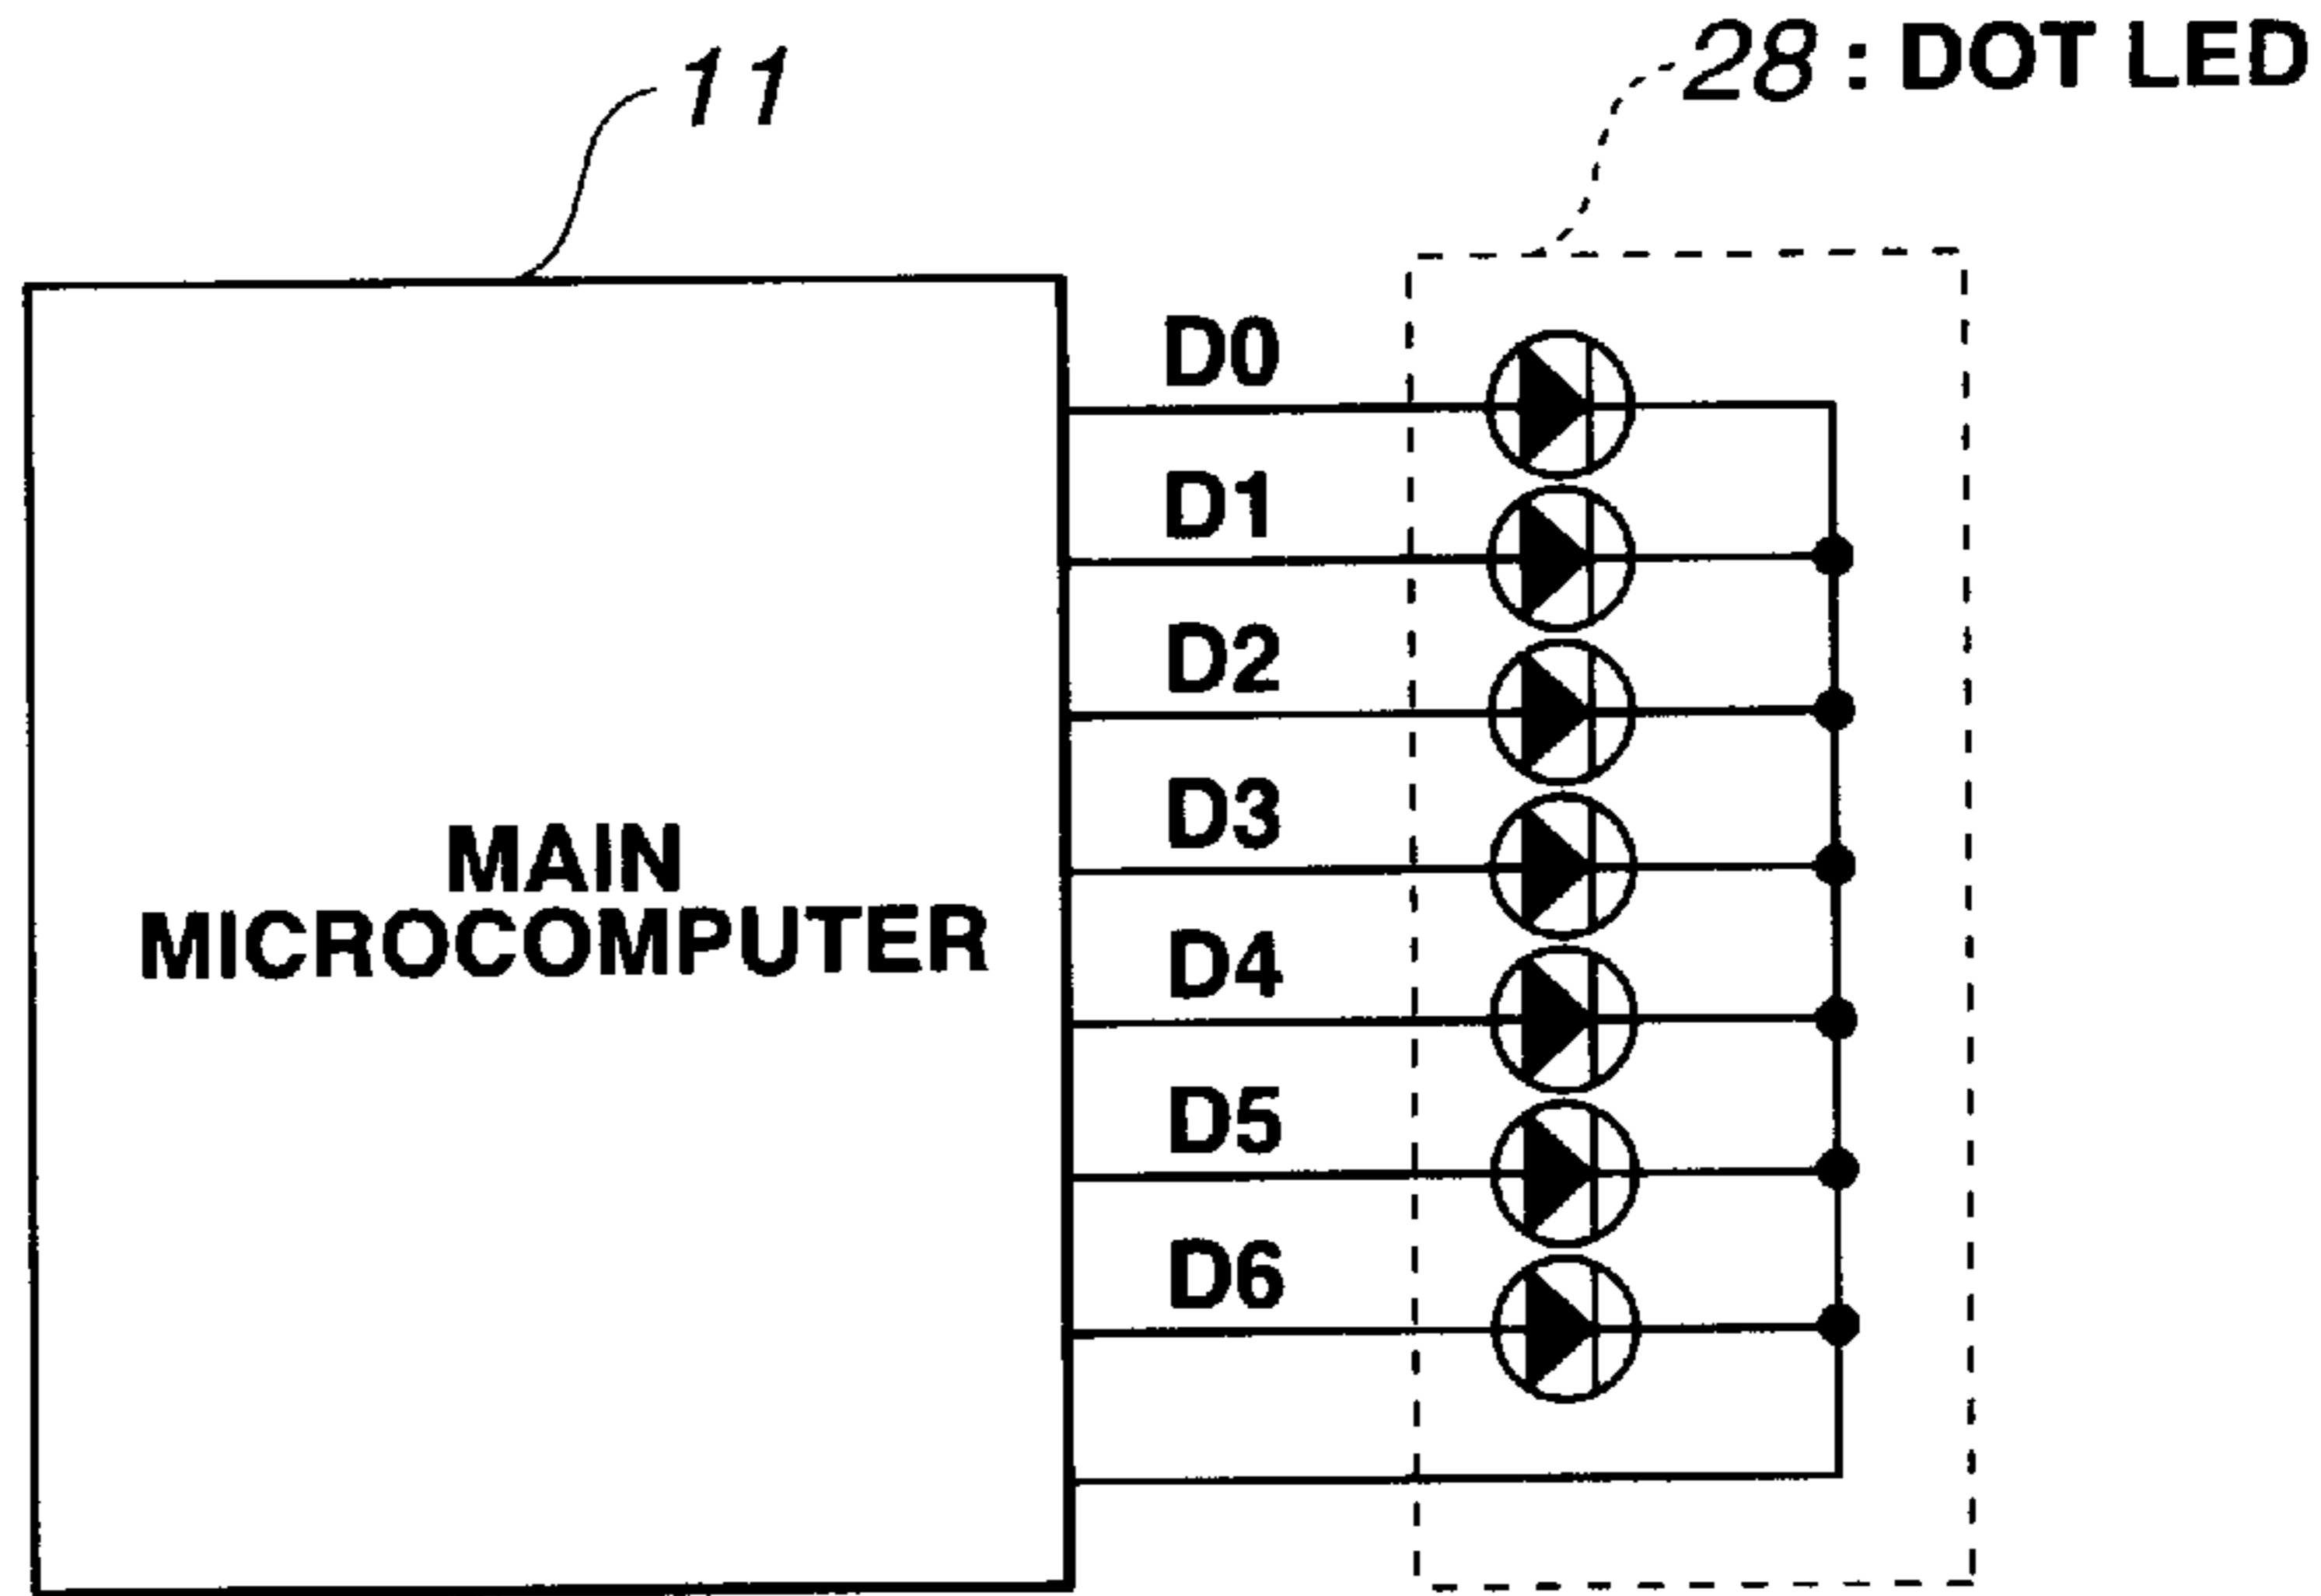 11
28 : DOT LED
D0
D1
D2
D3
MAIN
MICROCOMPUTER
D4
D5
D6